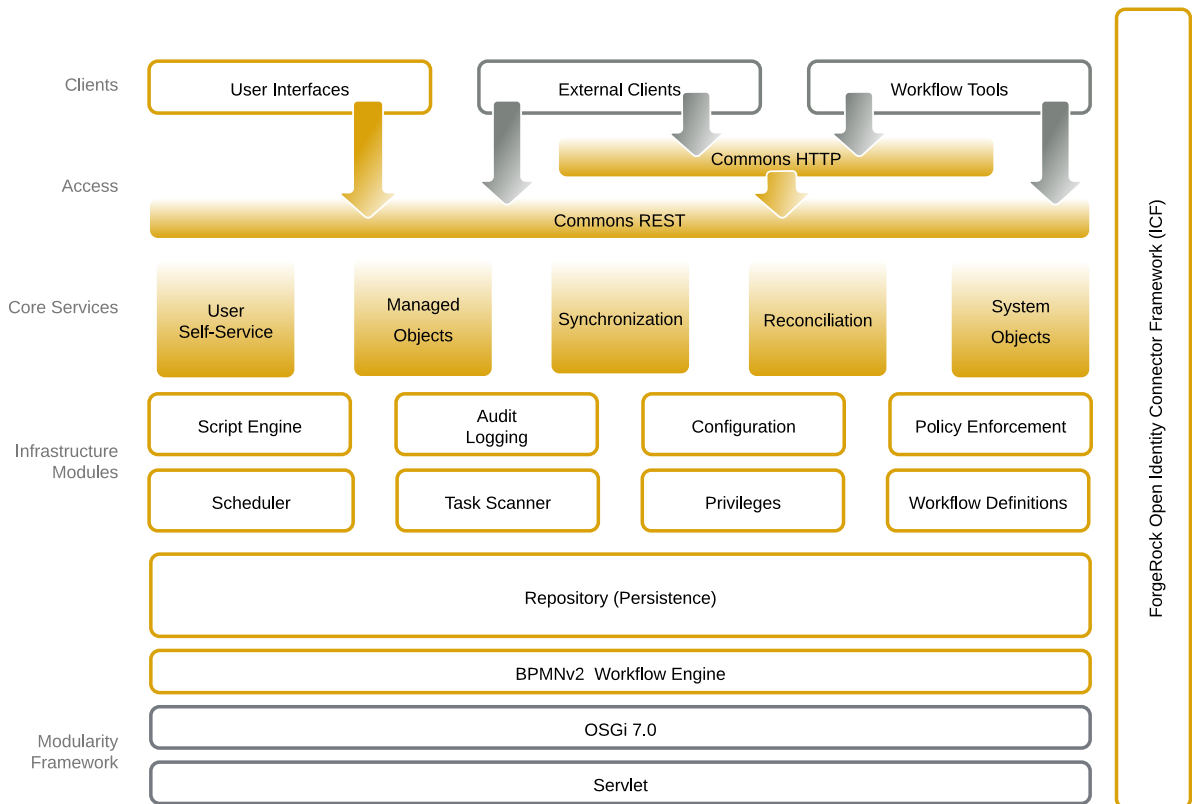 Clients
User Interfaces
External Clients
Workflow Tools
Access
Commons HTTP
Commons REST
Core Services
User
Self-Service
Managed
Objects
Synchronization
Reconciliation
System
Objects
Infrastructure
Modules
Script Engine
Audit
Logging
Configuration
Policy Enforcement
Scheduler
Task Scanner
Privileges
Workflow Definitions
Repository (Persistence)
BPMNv2 Workflow Engine
Modularity
Framework
OSGi 7.0
Servlet
ForgeRock Open Identity Connector Framework (ICF)